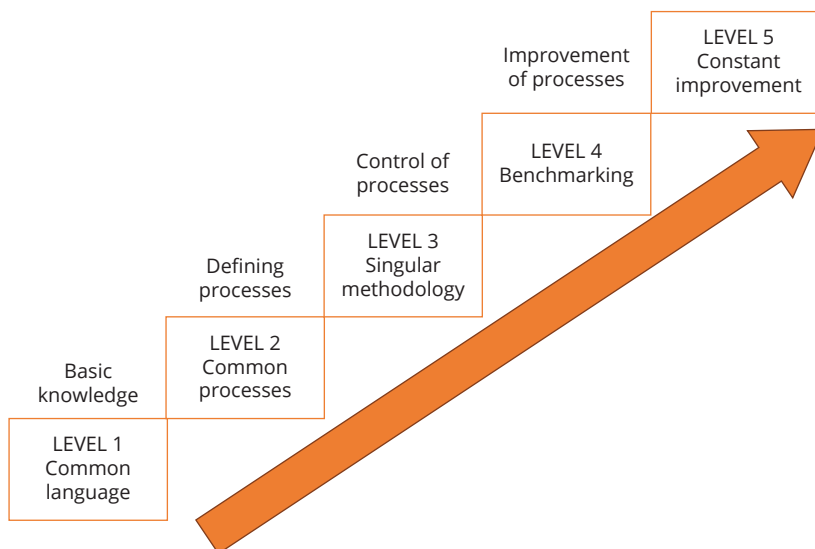 Improvement
of processes
LEVEL 5
Constant
improvement
Control of
processes
LEVEL 4
Benchmarking
Defining
processes
LEVEL 3
Singular
methodology
Basic
knowledge
LEVEL 2
Common
processes
LEVEL 1
Common
language